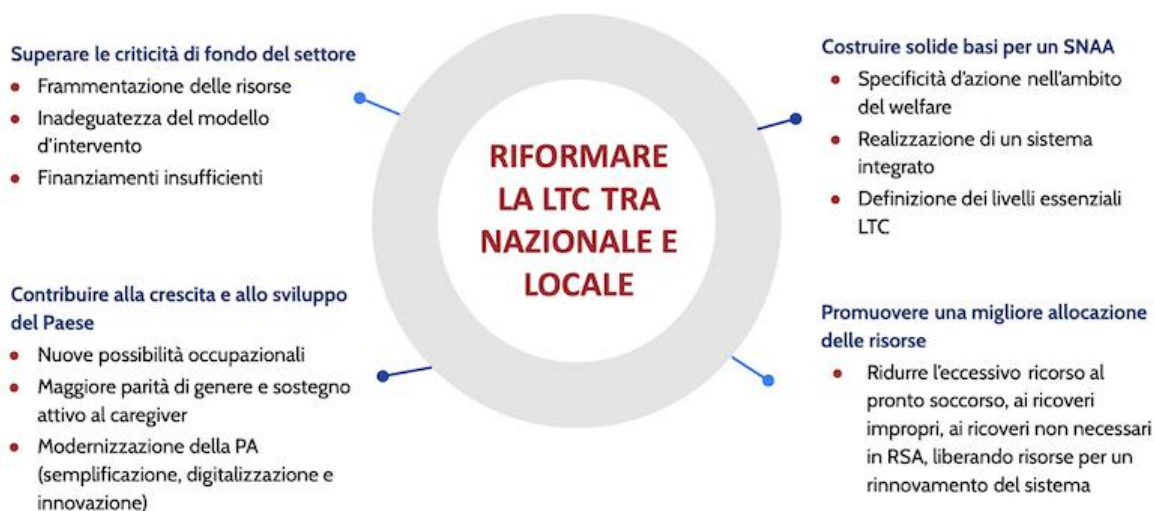 Superare le criticità di fondo del settore
• Frammentazione delle risorse
• Inadeguatezza del modello
d'intervento
• Finanziamenti insufficienti
Contribuire alla crescita e allo sviluppo
del Paese
• Nuove possibilità occupazionali
• Maggiore parità di genere e sostegno
attivo al caregiver
• Modernizzazione della PA
(semplificazione, digitalizzazione e
innovazione)
RIFORMARE
LA LTC TRA
NAZIONALE E
LOCALE
Costruire solide basi per un SNAA
• Specificità d'azione nell'ambito
del welfare
• Realizzazione di un sistema
integrato
• Definizione dei livelli essenziali
LTC
Promuovere una migliore allocazione
delle risorse
• Ridurre l'eccessivo ricorso al
pronto soccorso, ai ricoveri
impropri, ai ricoveri non necessari
in RSA, liberando risorse per un
rinnovamento del sistema